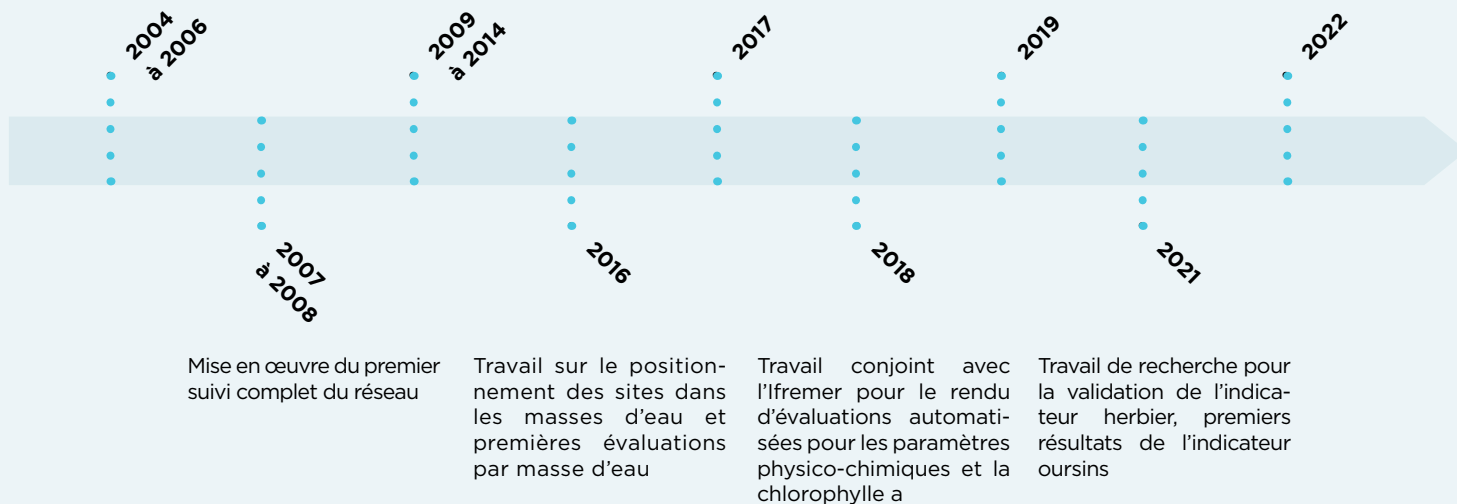 2004
à 2006
2009
à 2014
2017
2019
2022
2007
à 2008
2016
2018
2021
Mise en œuvre du premier
suivi complet du réseau
Travail sur le position-
nement des sites dans
les masses d'eau et
premières évaluations
par masse d'eau
Travail conjoint avec
l'Ifremer pour le rendu
d'évaluations automati-
sées pour les paramètres
physico-chimiques et la
chlorophylle a
Travail de recherche pour
la validation de l'indica-
teur herbier, premiers
résultats de l'indicateur
oursins